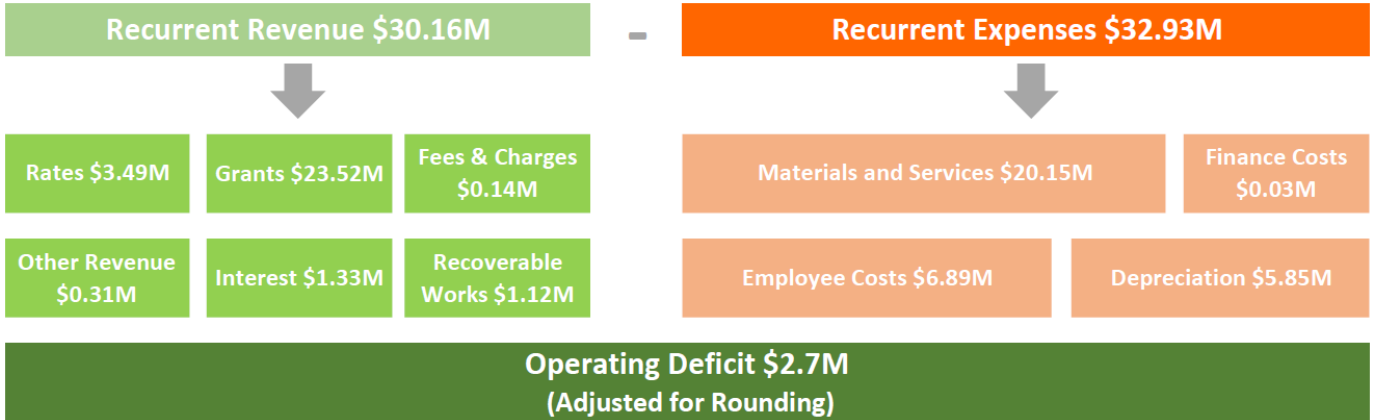 Recurrent Revenue $30.16M
-
Recurrent Expenses $32.93M
Rates $3.49M
Grants $23.52M
Fees & Charges
$0.14M
Materials and Services $20.15M
Finance Costs
$0.03M
Other Revenue
$0.31M
Interest $1.33M
Recoverable
Works $1.12M
Employee Costs $6.89M
Depreciation $5.85M
Operating Deficit $2.7M
(Adjusted for Rounding)